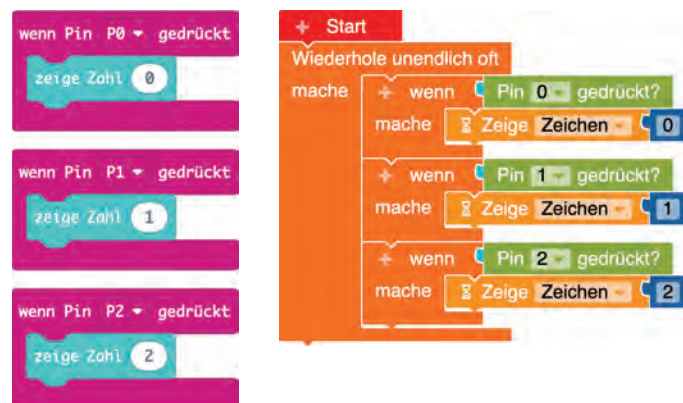 wenn Pin P0 gedrückt
zeige Zahl 0
wenn Pin P1 gedrückt
zeige Zahl 1
wenn Pin P2 gedrückt
zeige Zahl 2
+ Start
Wiederhole unendlich oft
mache + wenn Pin 0 gedrückt?
mache Zeige Zeichen 0
+ wenn Pin 1 gedrückt?
mache Zeige Zeichen 1
+ wenn Pin 2 gedrückt?
mache Zeige Zeichen 2